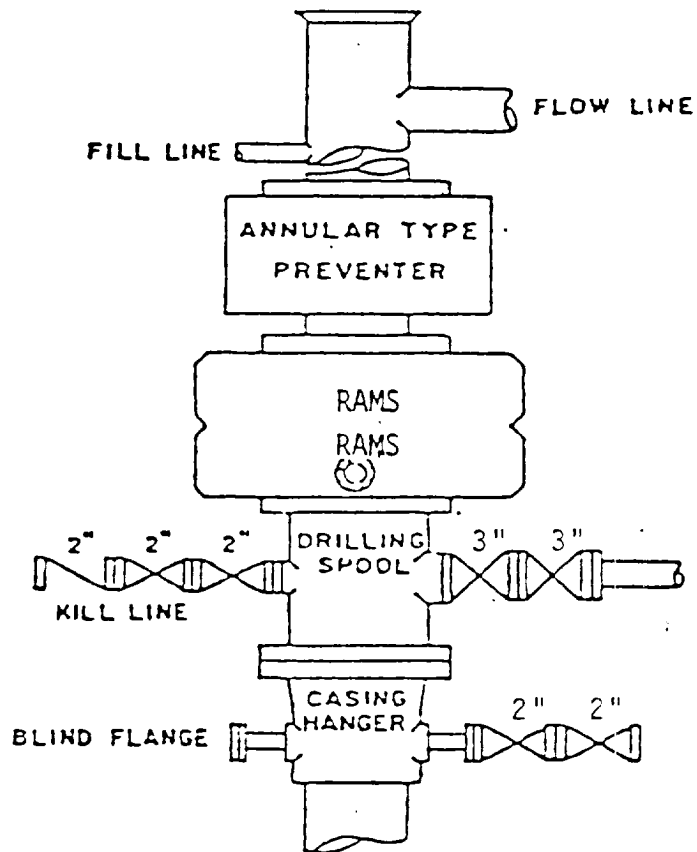 FLOW LINE
FILL LINE
ANNULAR TYPE
PREVENTER
RAMS
RAMS
2" 2" 2"
DRILLING
SPOOL
3" 3"
KILL LINE
CASING
HANGER
2" 2"
BLIND FLANGE